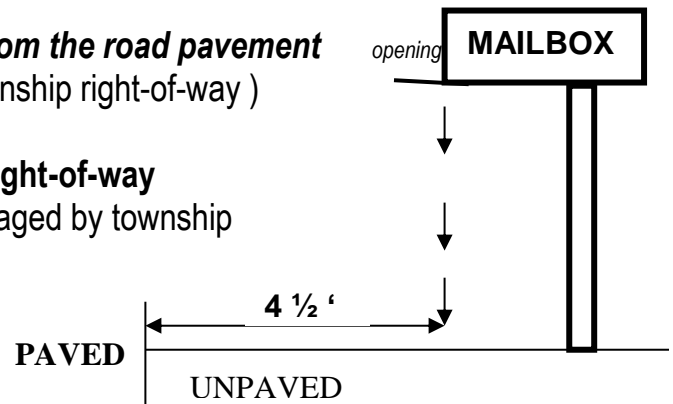 om the road pavement
nship right-of-way )
ght-of-way
aged by township
opening
MAILBOX
4 ½ ‘
PAVED
UNPAVED